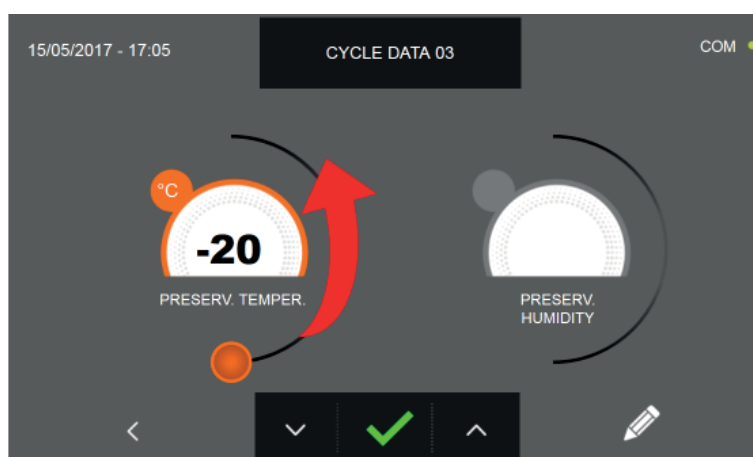 15/05/2017 - 17:05
CYCLE DATA 03
COM
°C
-20
PRESERV. TEMPER.
PRESERV.
HUMIDITY